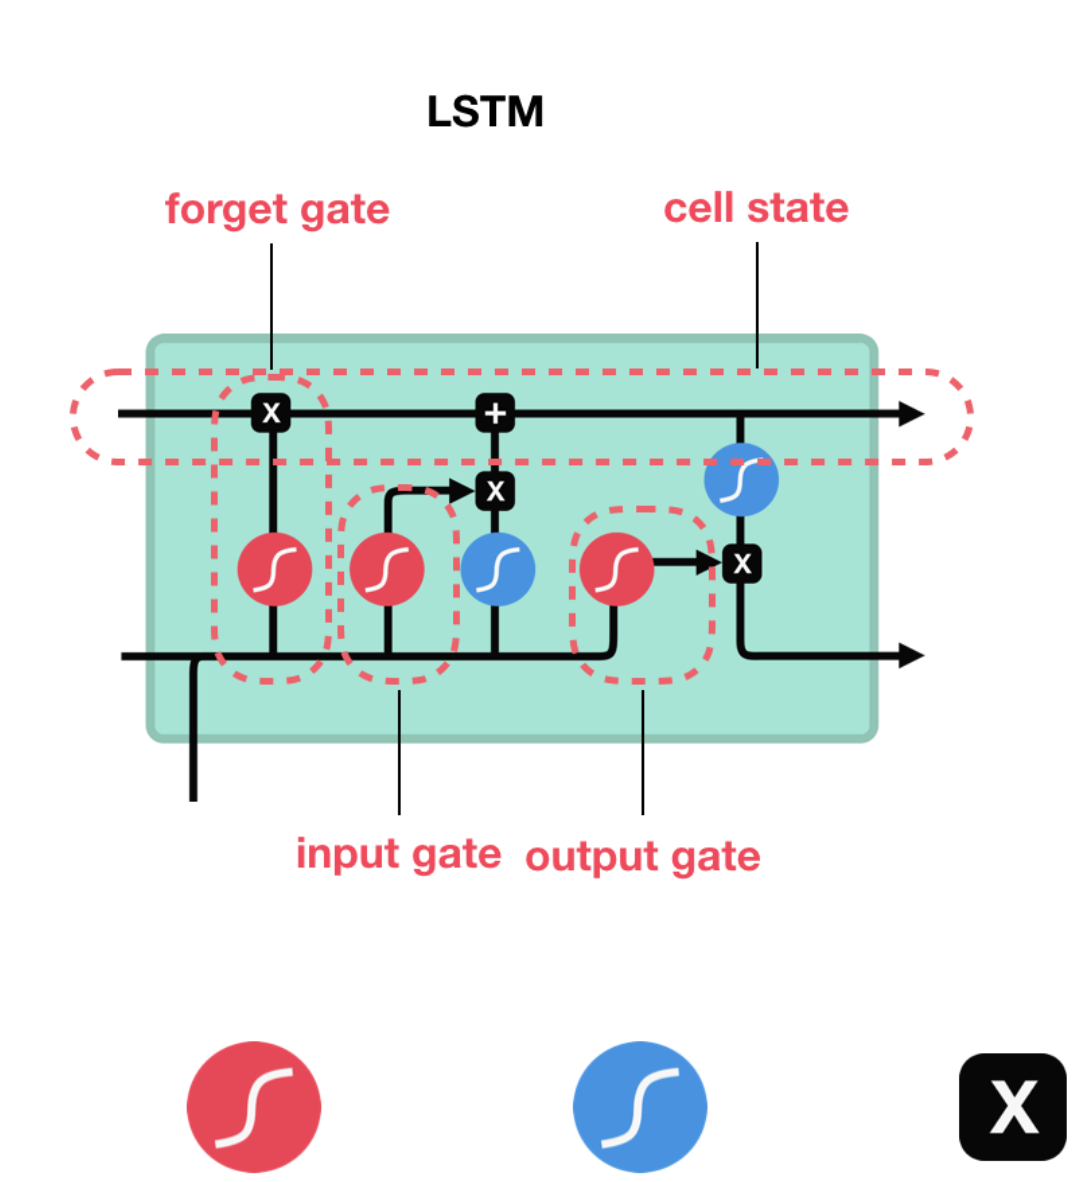 LSTM
forget gate
cell state
X
+
X
X
input gate
output gate
X